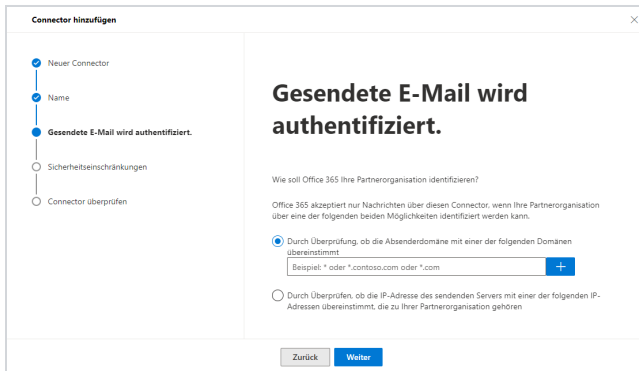 Connector hinzufügen
Neuer Connector
Name
Gesendete E-Mail wird authentifiziert.
Sicherheitseinschränkungen
Connector überprüfen
Gesendete E-Mail wird
authentifiziert.
Wie soll Office 365 Ihre Partnerorganisation identifizieren?
Office 365 akzeptiert nur Nachrichten über diesen Connector, wenn Ihre Partnerorganisation
über eine der folgenden beiden Möglichkeiten identifiziert werden kann.
Durch Überprüfung, ob die Absenderdomäne mit einer der folgenden Domänen
übereinstimmt
Beispiel: * oder *.contoso.com oder *.com
Durch Überprüfen, ob die IP-Adresse des sendenden Servers mit einer der folgenden IP-
Adressen übereinstimmt, die zu Ihrer Partnerorganisation gehören
Zurück Weiter